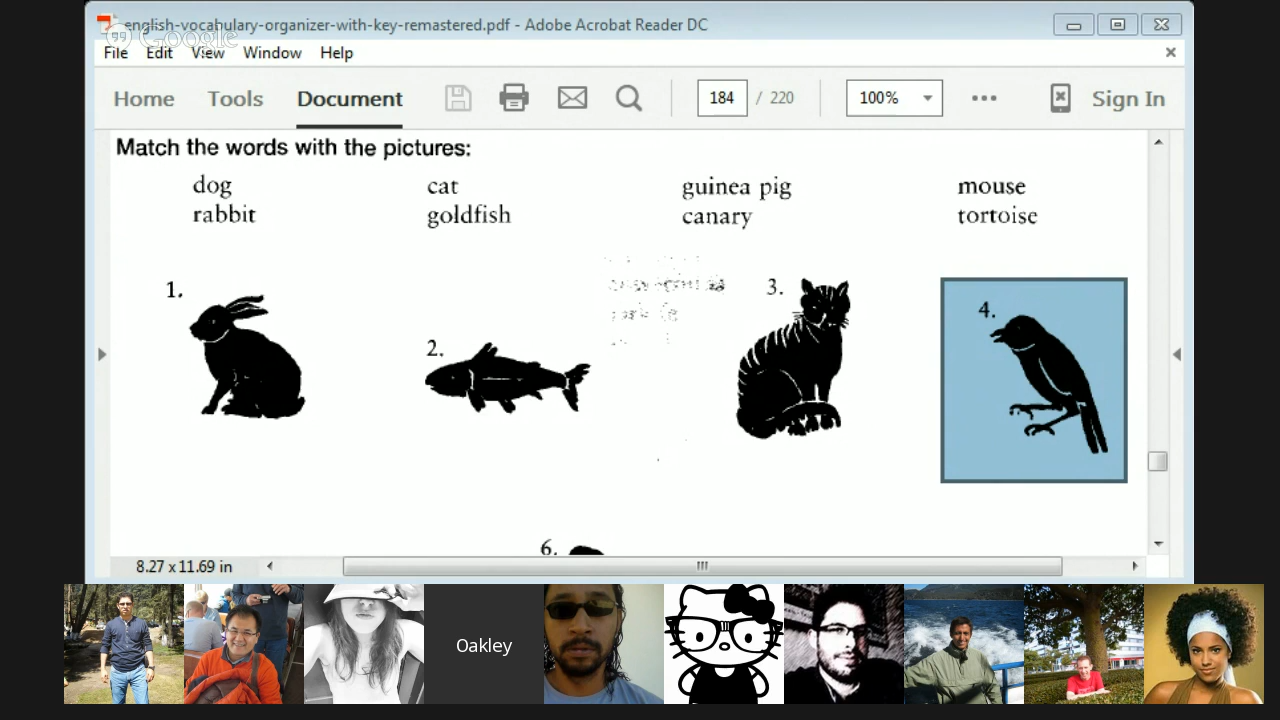 english-vocabulary-organizer-with-key-remastered.pdf - Adobe Acrobat Reader DC
Google
File Edit View Window Help
Home Tools Document 184 / 220 100% Sign In
Match the words with the pictures:
dog cat guinea pig mouse
rabbit goldfish canary tortoise
1.
3.
4.
2.
6.
8.27 x 11.69 in
Oakley